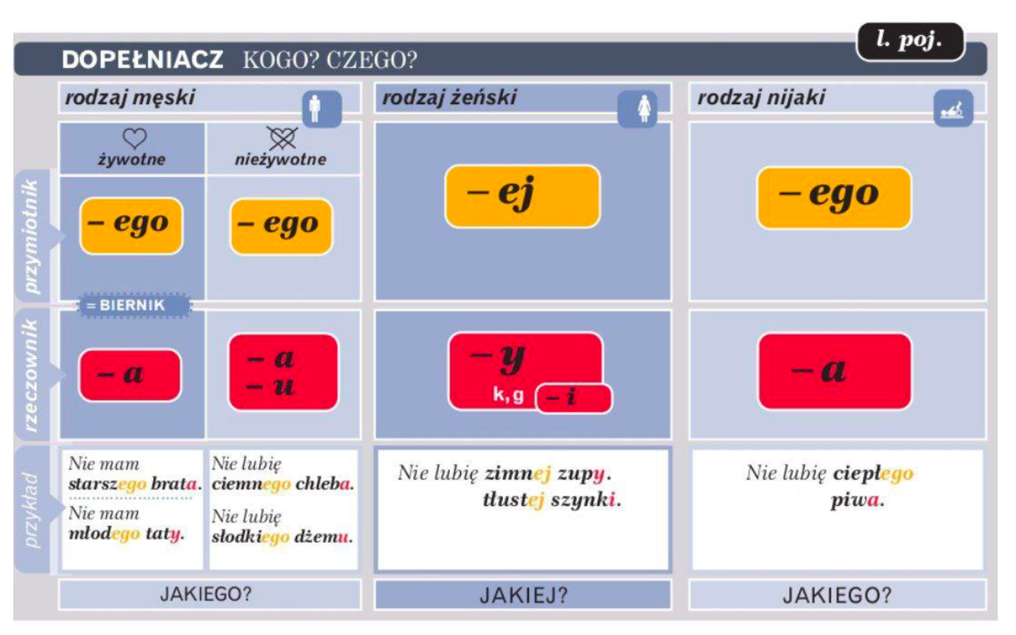 l. poj.
DOPEŁNIACZ KOGO? CZEGO?
rodzaj męski
rodzaj żeński
rodzaj nijaki
żywotne
nieżywotne
przymiotnik
– ego
– ego
– ej
– ego
= BIERNIK
rzeczownik
– a
– a
– u
– y
k, g – i
– a
przykład
Nie mam
starszego brata.
Nie mam
młodego taty.
Nie lubię
ciemnego chleba.
Nie lubię
słodkiego dżemu.
Nie lubię zimnej zupy.
tłustej szynki.
Nie lubię ciepłego
piwa.
JAKIEGO?
JAKIEJ?
JAKIEGO?